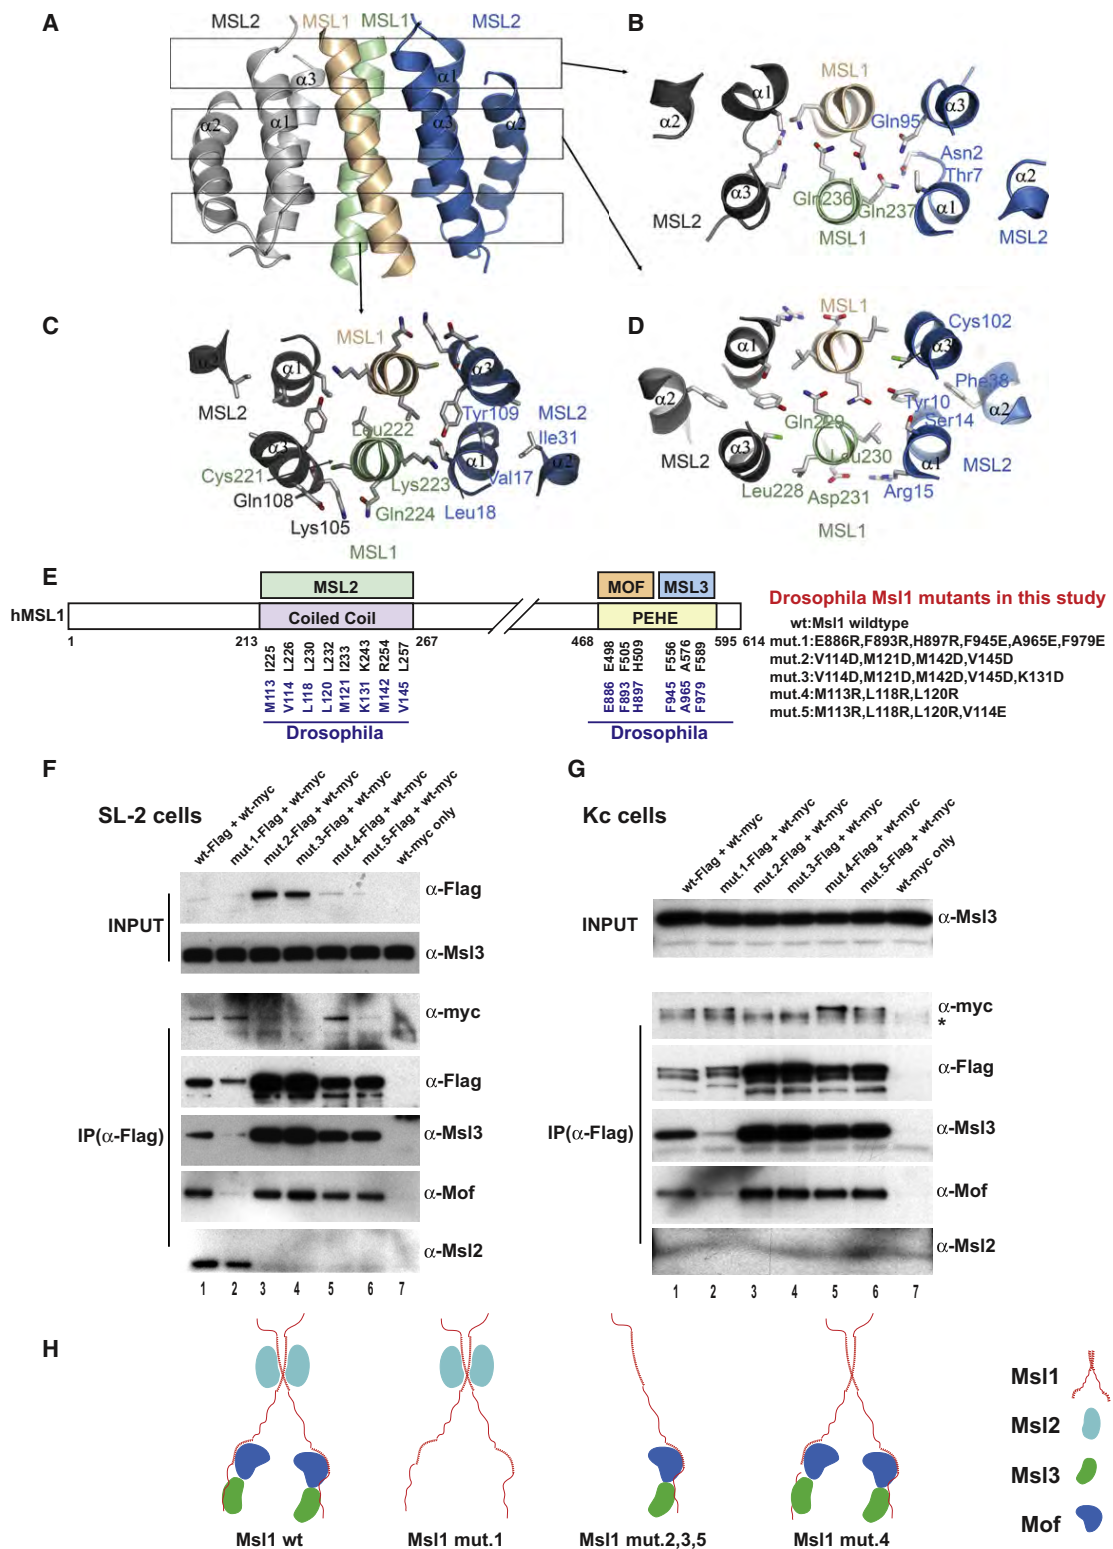 A
MSL2 MSL1 MSL1 MSL2
α3 α1
α2 α1 α3 α2
B
MSL1
α1 α3
α2 Gln95
Asn2
Thr7
α3 Gln236 α1 α2
Gln237
MSL2 MSL1 MSL2
C
MSL1
α2 α1 α3
MSL2 Tyr109 MSL2
Leu222 Ile31
α3 α1 α2
Cys221 Lys223 Val17
Gln108 Gln224 Leu18
Lys105
MSL1
D
MSL1
Cys102
α1 α3
α2 Phe38
Tyr10 α2
Gln229 Ser14
α3 Leu230 α1
MSL2 MSL2
Leu228 Asp231 Arg15
MSL1
E
MSL2 MOF MSL3
hMSL1 Coiled Coil PEHE
1 213 267 468 595 614
I225 L226 L230 L232 I233 K243 R254 L257 E498 F505 H509 F556 A578 F589
M113 V114 L118 L120 M121 K131 M142 V145 E886 F893 H897 F945 A965 F979
Drosophila Drosophila
Drosophila Msl1 mutants in this study
wt:Msl1 wildtype
mut.1:E886R,F893R,H897R,F945E,A965E,F979E
mut.2:V114D,M121D,M142D,V145D
mut.3:V114D,M121D,M142D,V145D,K131D
mut.4:M113R,L118R,L120R
mut.5:M113R,L118R,L120R,V114E
F
SL-2 cells
wt-Flag + wt-myc
mut.1-Flag + wt-myc
mut.2-Flag + wt-myc
mut.3-Flag + wt-myc
mut.4-Flag + wt-myc
mut.5-Flag + wt-myc
wt-myc only
INPUT
α-Flag
α-Msl3
IP(α-Flag)
α-myc
α-Flag
α-Msl3
α-Mof
α-Msl2
1 2 3 4 5 6 7
G
Kc cells
wt-Flag + wt-myc
mut.1-Flag + wt-myc
mut.2-Flag + wt-myc
mut.3-Flag + wt-myc
mut.4-Flag + wt-myc
mut.5-Flag + wt-myc
wt-myc only
INPUT
α-Msl3
IP(α-Flag)
α-myc
*
α-Flag
α-Msl3
α-Mof
α-Msl2
1 2 3 4 5 6 7
H
Msl1 wt
Msl1 mut.1
Msl1 mut.2,3,5
Msl1 mut.4
Msl1
Msl2
Msl3
Mof